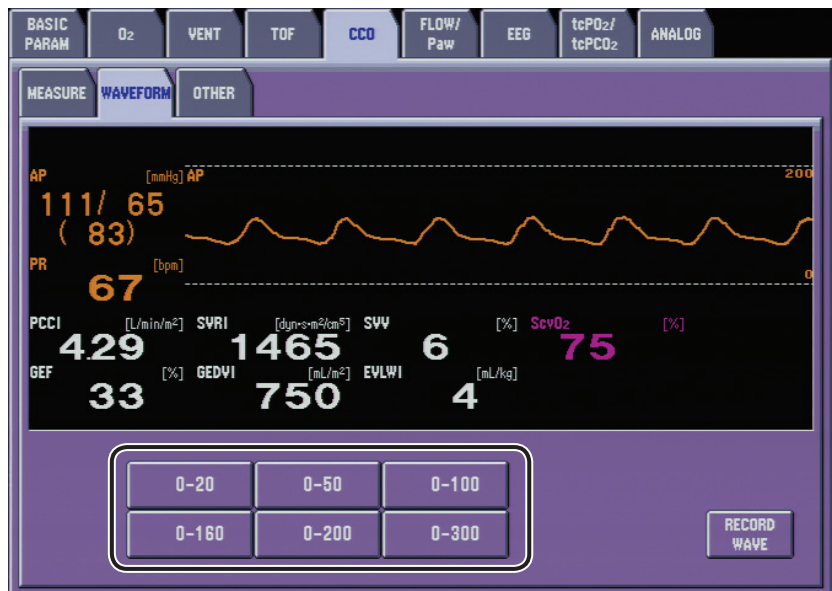 BASIC PARAM O2 VENT TOF CCO FLOW/ Paw EEG tcPO2/ tcPCO2 ANALOG
MEASURE WAVEFORM OTHER
AP [mmHg] AP 200
111/ 65
( 83)
PR [bpm] 0
67
PCCI [L/min/m²] SVRI [dyn·s·m²/cm⁵] SVV [%] ScvO2 [%]
4.29 1465 6 75
GEF [%] GEDVI [mL/m²] EVLWI [mL/kg]
33 750 4
0-20 0-50 0-100
0-160 0-200 0-300
RECORD WAVE